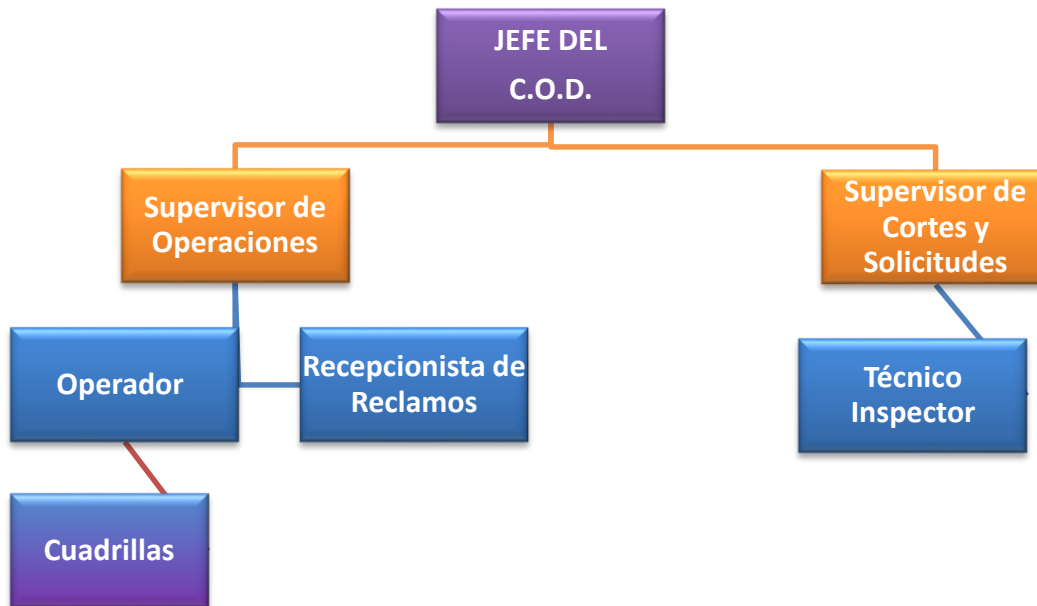 JEFE DEL
C.O.D.
Supervisor de
Operaciones
Supervisor de
Cortes y
Solicitudes
Operador
Recepcionista de
Reclamos
Técnico
Inspector
Cuadrillas